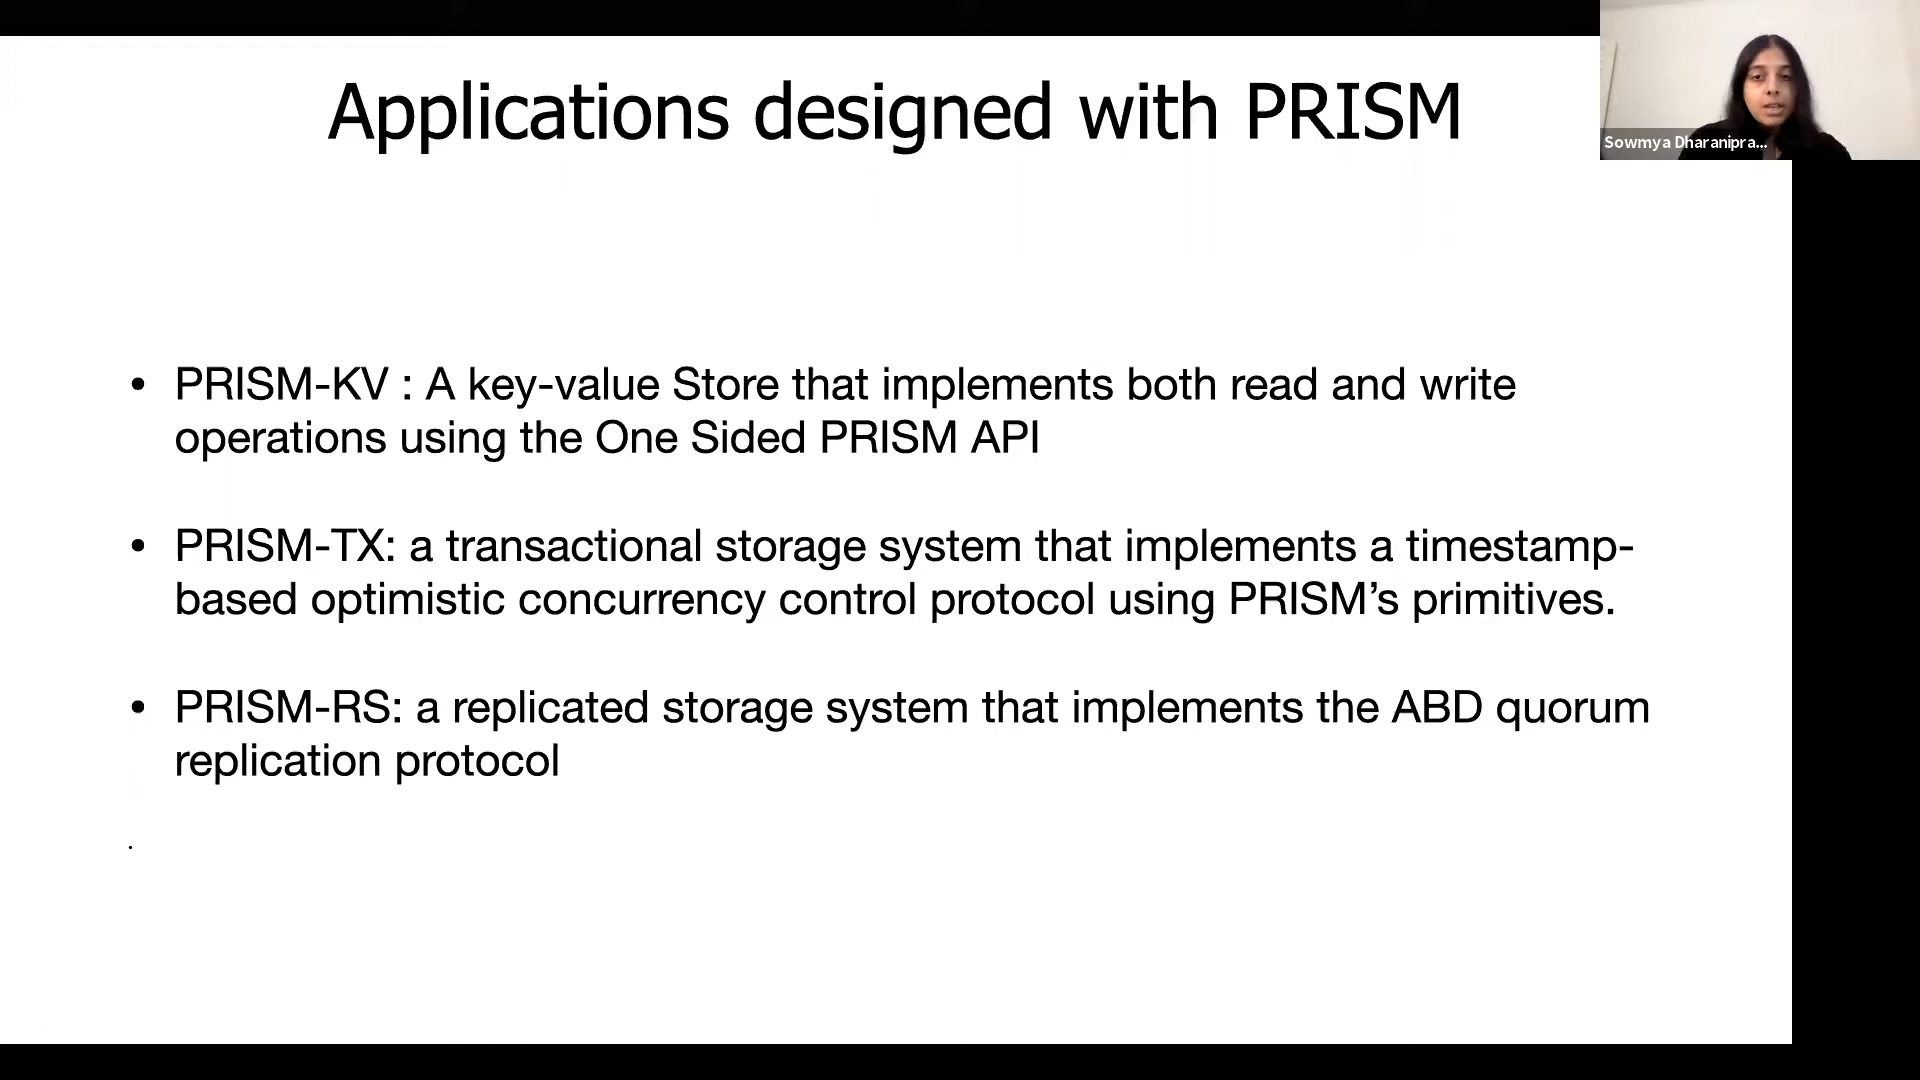 Applications designed with PRISM
Sowmya Dharanipra...
• PRISM-KV : A key-value Store that implements both read and write
operations using the One Sided PRISM API
• PRISM-TX: a transactional storage system that implements a timestamp-
based optimistic concurrency control protocol using PRISM’s primitives.
• PRISM-RS: a replicated storage system that implements the ABD quorum
replication protocol
.